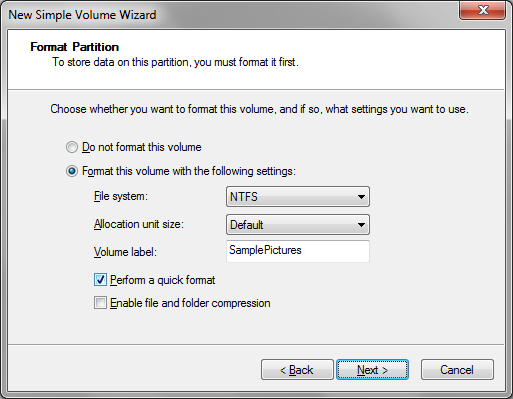 New Simple Volume Wizard
Format Partition
To store data on this partition, you must format it first.
Choose whether you want to format this volume, and if so, what settings you want to use.
Do not format this volume
Format this volume with the following settings:
File system: NTFS
Allocation unit size: Default
Volume label: SamplePictures
Perform a quick format
Enable file and folder compression
< Back Next > Cancel